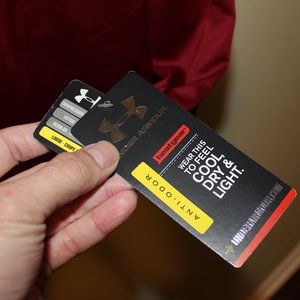 UNDER ARMOUR
heatgear
WEAR THIS
TO FEEL
COOL
DRY &
LIGHT.
ANTI-ODOR
LOOSE